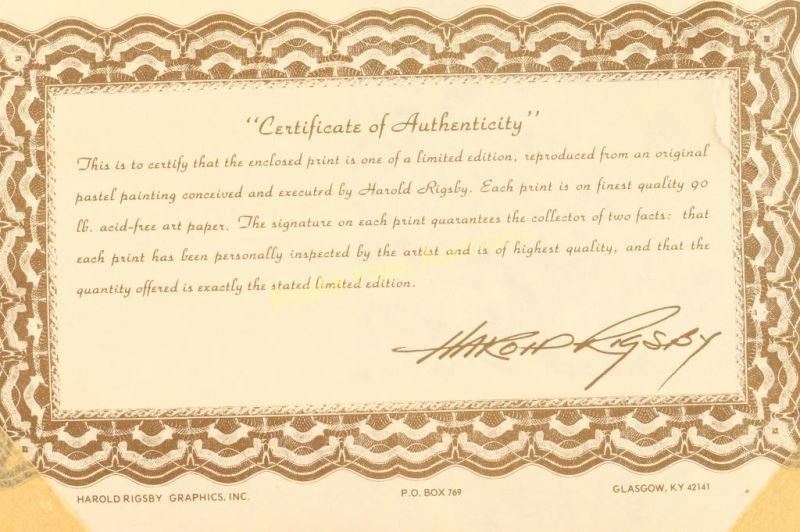 "Certificate of Authenticity"
This is to certify that the enclosed print is one of a limited edition, reproduced from an original
pastel painting conceived and executed by Harold Rigsby. Each print is on finest quality 90
lb. acid-free art paper. The signature on each print guarantees the collector of two facts: that
each print has been personally inspected by the artist and is of highest quality, and that the
quantity offered is exactly the stated limited edition.
HAROLD RIGSBY
HAROLD RIGSBY GRAPHICS, INC. P.O. BOX 769 GLASGOW, KY 42141